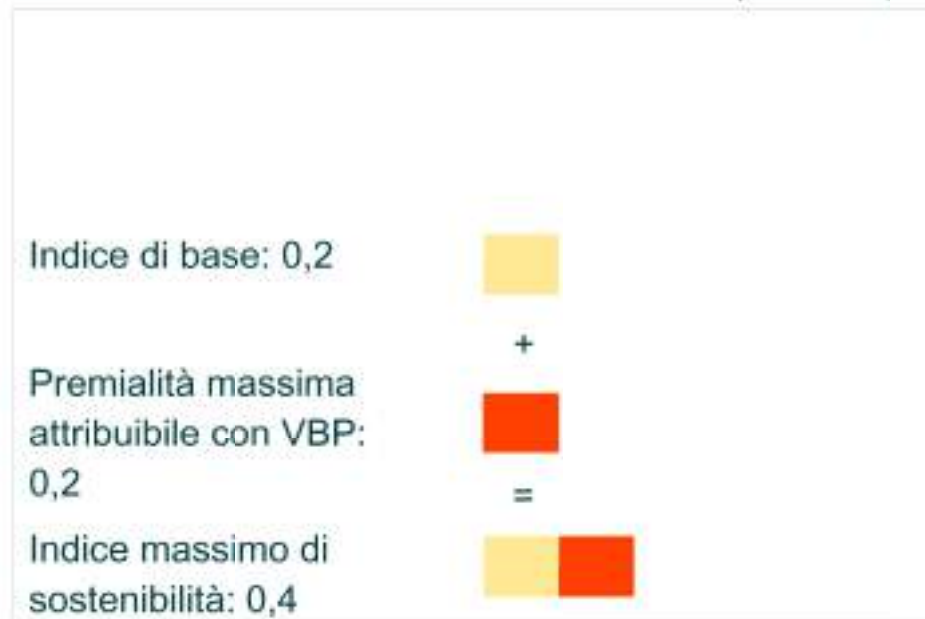 Indice di base: 0,2
+
Premialità massima
attribuibile con VBP:
0,2
=
Indice massimo di
sostenibilità: 0,4